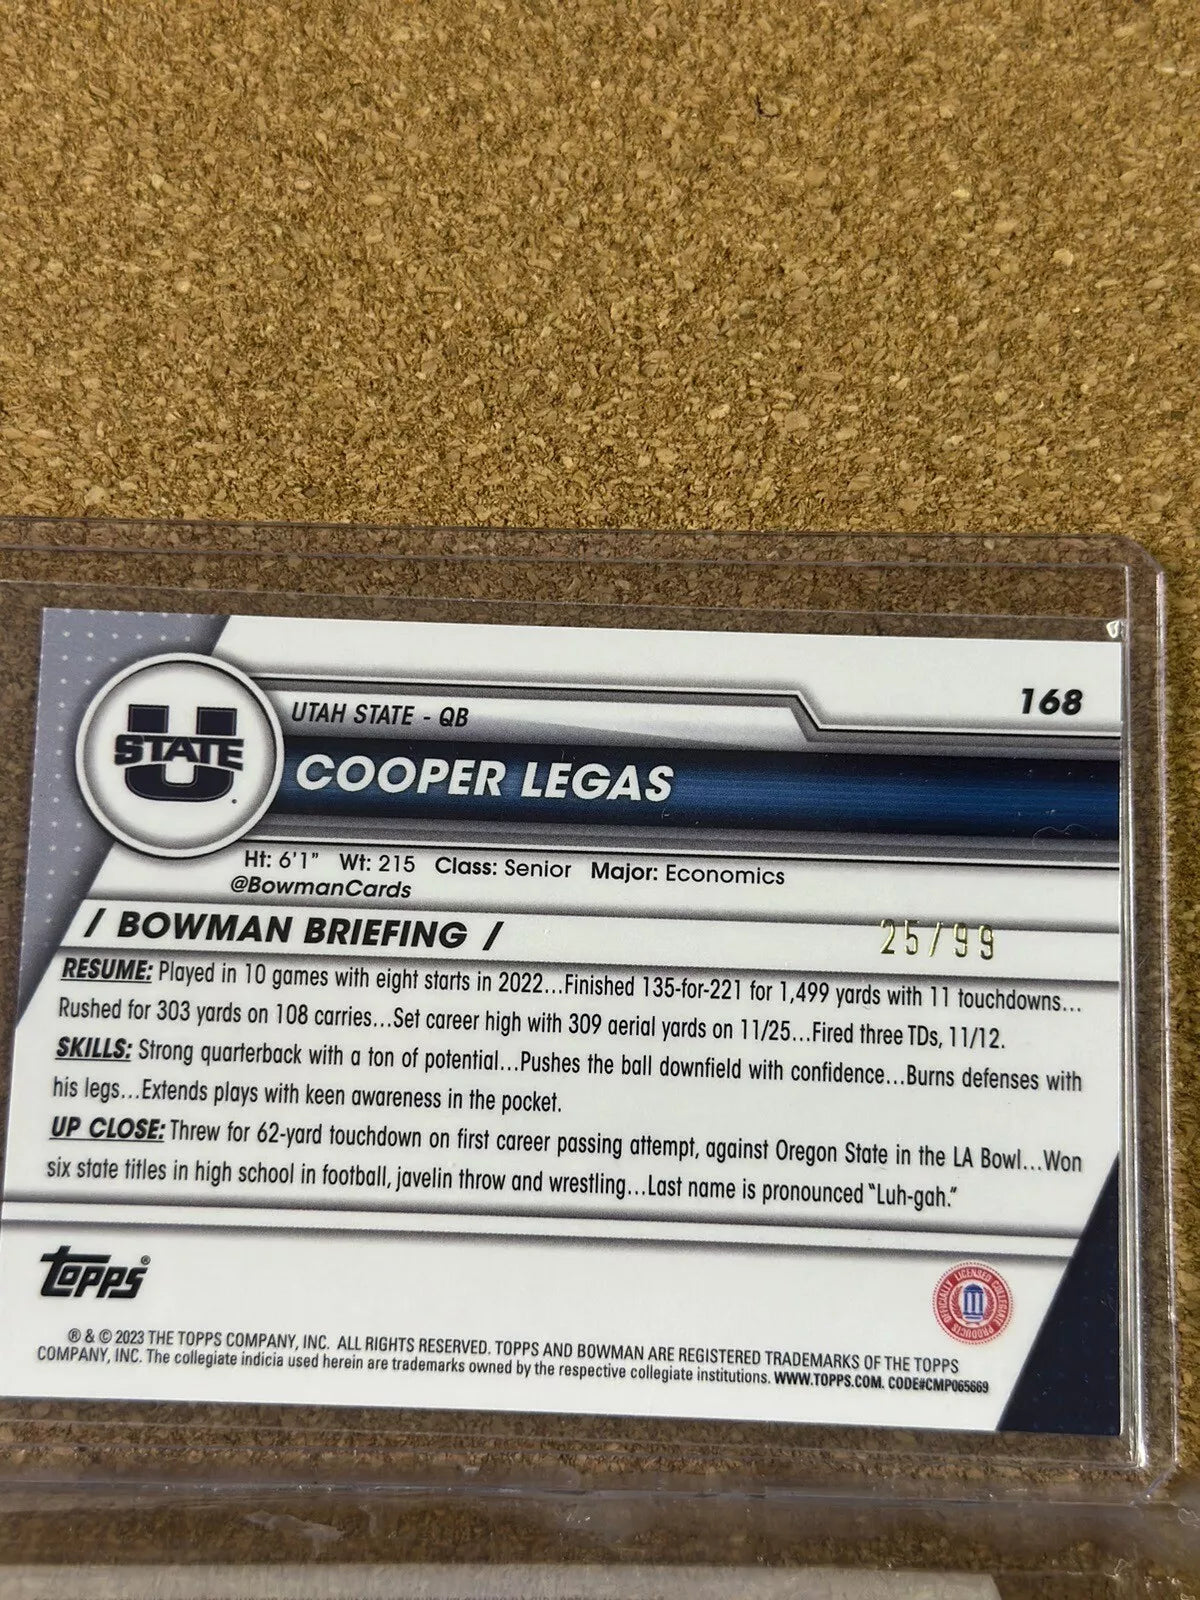 168
UTAH STATE - QB
U STATE
COOPER LEGAS
Ht: 6'1" Wt: 215 Class: Senior Major: Economics
@BowmanCards
/ BOWMAN BRIEFING /
25/99
RESUME: Played in 10 games with eight starts in 2022...Finished 135-for-221 for 1,499 yards with 11 touchdowns...
Rushed for 303 yards on 108 carries...Set career high with 309 aerial yards on 11/25...Fired three TDs, 11/12.
SKILLS: Strong quarterback with a ton of potential...Pushes the ball downfield with confidence...Burns defenses with
his legs...Extends plays with keen awareness in the pocket.
UP CLOSE: Threw for 62-yard touchdown on first career passing attempt, against Oregon State in the LA Bowl...Won
six state titles in high school in football, javelin throw and wrestling...Last name is pronounced "Luh-gah."
Topps®
OFFICIALLY LICENSED COLLEGIATE PRODUCTS
® & © 2023 THE TOPPS COMPANY, INC. ALL RIGHTS RESERVED. TOPPS AND BOWMAN ARE REGISTERED TRADEMARKS OF THE TOPPS
COMPANY, INC. The collegiate indicia used herein are trademarks owned by the respective collegiate institutions. WWW.TOPPS.COM. CODE#CMP065669